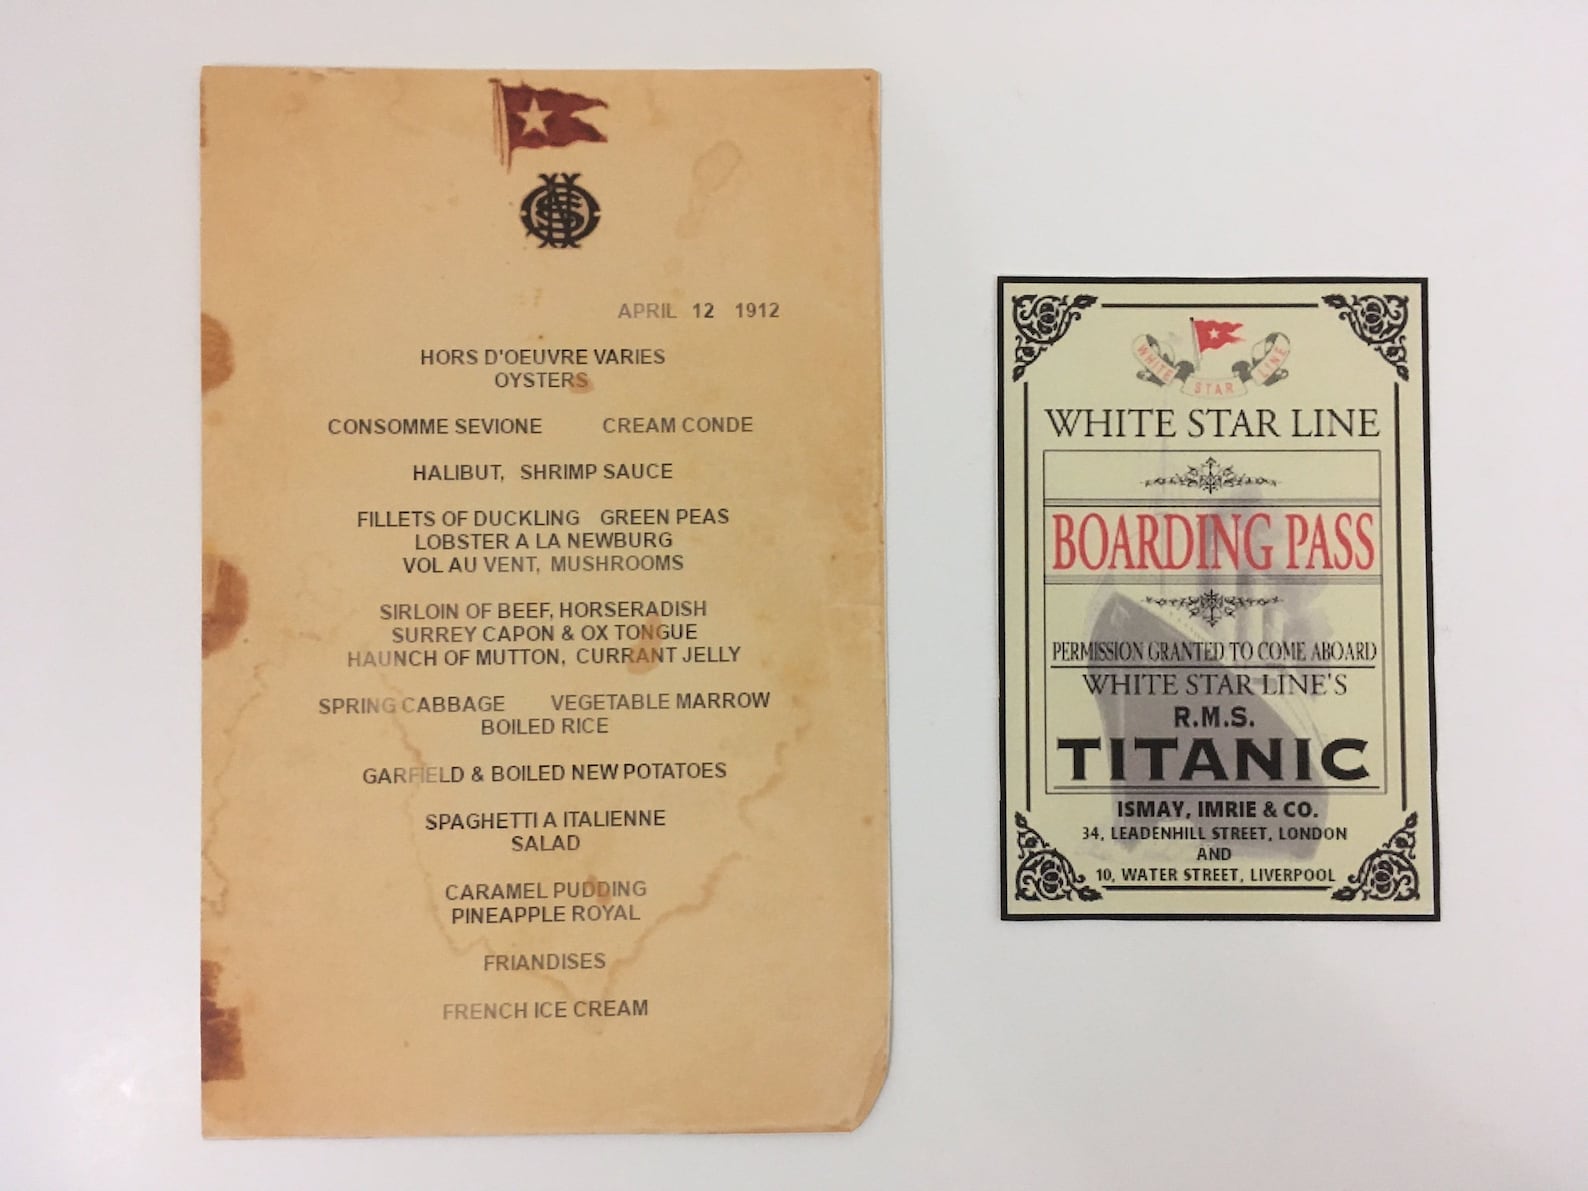 APRIL 12 1912
HORS D'OEUVRE VARIES
OYSTERS
CONSOMME SEVIONE CREAM CONDE
HALIBUT, SHRIMP SAUCE
FILLETS OF DUCKLING GREEN PEAS
LOBSTER A LA NEWBURG
VOL AU VENT, MUSHROOMS
SIRLOIN OF BEEF, HORSERADISH
SURREY CAPON & OX TONGUE
HAUNCH OF MUTTON, CURRANT JELLY
SPRING CABBAGE VEGETABLE MARROW
BOILED RICE
GARFIELD & BOILED NEW POTATOES
SPAGHETTI A ITALIENNE
SALAD
CARAMEL PUDDING
PINEAPPLE ROYAL
FRIANDISES
FRENCH ICE CREAM
WHITE STAR LINE
WHITE STAR LINE
BOARDING PASS
PERMISSION GRANTED TO COME ABOARD
WHITE STAR LINE'S
R.M.S.
TITANIC
ISMAY, IMRIE & CO.
34, LEADENHILL STREET, LONDON
AND
10, WATER STREET, LIVERPOOL